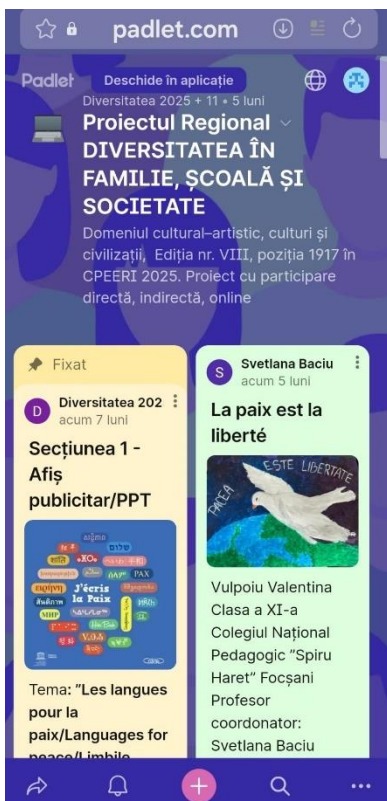 padlet.com
Padlet
Deschide în aplicație
Diversitatea 2025 + 11 • 5 luni
Proiectul Regional
DIVERSITATEA ÎN
FAMILIE, ȘCOALĂ ȘI
SOCIETATE
Domeniul cultural–artistic, culturi și
civilizații, Ediția nr. VIII, poziția 1917 în
CPEERI 2025. Proiect cu participare
directă, indirectă, online
Fixat
D
Diversitatea 202
acum 7 luni
Secțiunea 1 -
Afiș
publicitar/PPT
שלום
PAX
J'écris
la Paix
МИР
Tema: "Les langues
pour la
paix/Languages for
peace/Limbile
S
Svetlana Baciu
acum 5 luni
La paix est la
liberté
PACEA ESTE LIBERTATE
Vulpoiu Valentina
Clasa a XI-a
Colegiul Național
Pedagogic "Spiru
Haret" Focșani
Profesor
coordonator:
Svetlana Baciu